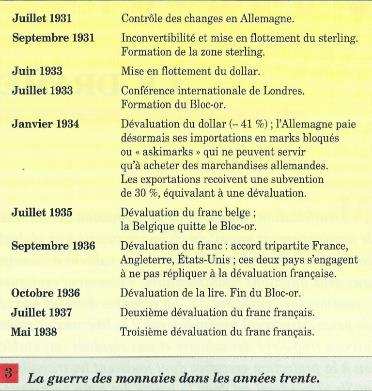 Juillet 1931 Contrôle des changes en Allemagne.
Septembre 1931 Inconvertibilité et mise en flottement du sterling.
Formation de la zone sterling.
Juin 1933 Mise en flottement du dollar.
Juillet 1933 Conférence internationale de Londres.
Formation du Bloc-or.
Janvier 1934 Dévaluation du dollar (– 41 %) ; l'Allemagne paie
désormais ses importations en marks bloqués
ou « askimarks » qui ne peuvent servir
qu'à acheter des marchandises allemandes.
Les exportations recoivent une subvention
de 30 %, équivalant à une dévaluation.
Juillet 1935 Dévaluation du franc belge ;
la Belgique quitte le Bloc-or.
Septembre 1936 Dévaluation du franc : accord tripartite France,
Angleterre, États-Unis ; ces deux pays s'engagent
à ne pas répliquer à la dévaluation française.
Octobre 1936 Dévaluation de la lire. Fin du Bloc-or.
Juillet 1937 Deuxième dévaluation du franc français.
Mai 1938 Troisième dévaluation du franc français.
3 La guerre des monnaies dans les années trente.